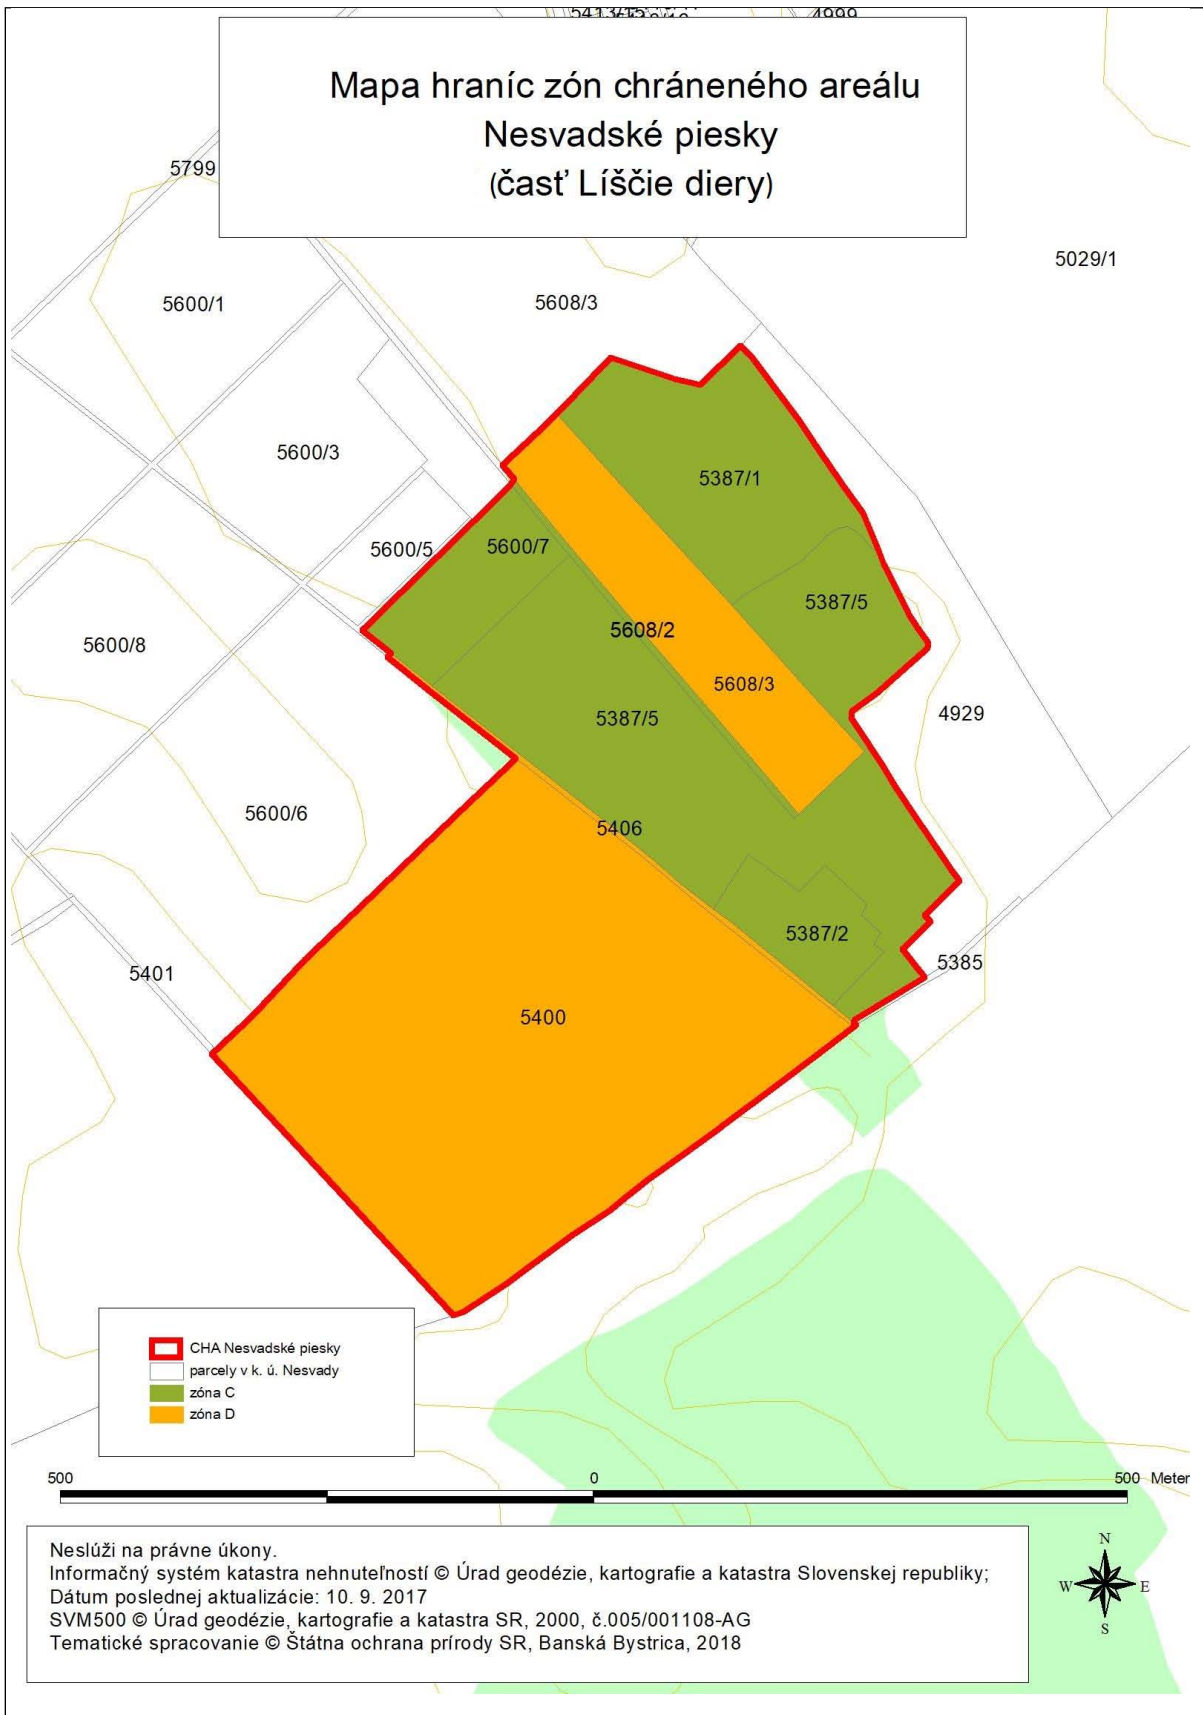 4999
Mapa hraníc zón chráneného areálu
Nesvadské piesky
(časť Líščie diery)
5799
5029/1
5600/1
5608/3
5600/3
5387/1
5600/5
5600/7
5387/5
5608/2
5600/8
5608/3
5387/5
4929
5600/6
5406
5387/2
5385
5401
5400
CHA Nesvadské piesky
parcely v k. ú. Nesvady
zóna C
zóna D
500 0 500 Meter
Neslúži na právne úkony.
Informačný systém katastra nehnuteľností © Úrad geodézie, kartografie a katastra Slovenskej republiky;
Dátum poslednej aktualizácie: 10. 9. 2017
SVM500 © Úrad geodézie, kartografie a katastra SR, 2000, č.005/001108-AG
Tematické spracovanie © Štátna ochrana prírody SR, Banská Bystrica, 2018
N
W E
S